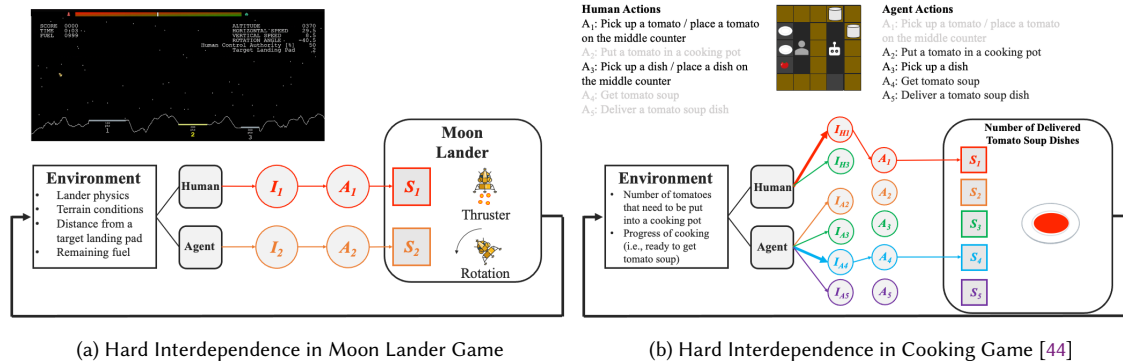 SCORE 0000
TIME 0:03
FUEL 0899
ALTITUDE 0370
HORIZONTAL SPEED 29.5
VERTICAL SPEED 8.5
ROTATION ANGLE -40.5
Human Control Authority [%] 50
Target Landing Pad 2
1
2
3
Environment
• Lander physics
• Terrain conditions
• Distance from a
target landing pad
• Remaining fuel
Human
Agent
I1
A1
S1
I2
A2
S2
Moon
Lander
Thruster
Rotation
(a) Hard Interdependence in Moon Lander Game
Human Actions
A1: Pick up a tomato / place a tomato
on the middle counter
A2: Put a tomato in a cooking pot
A3: Pick up a dish / place a dish on
the middle counter
A4: Get tomato soup
A5: Deliver a tomato soup dish
Agent Actions
A1: Pick up a tomato / place a tomato
on the middle counter
A2: Put a tomato in a cooking pot
A3: Pick up a dish
A4: Get tomato soup
A5: Deliver a tomato soup dish
Environment
• Number of tomatoes
that need to be put
into a cooking pot
• Progress of cooking
(i.e., ready to get
tomato soup)
Human
Agent
IH1
IH3
IA2
IA3
IA4
IA5
A1
A2
A3
A4
A5
Number of Delivered
Tomato Soup Dishes
S1
S2
S3
S4
S5
(b) Hard Interdependence in Cooking Game [44]